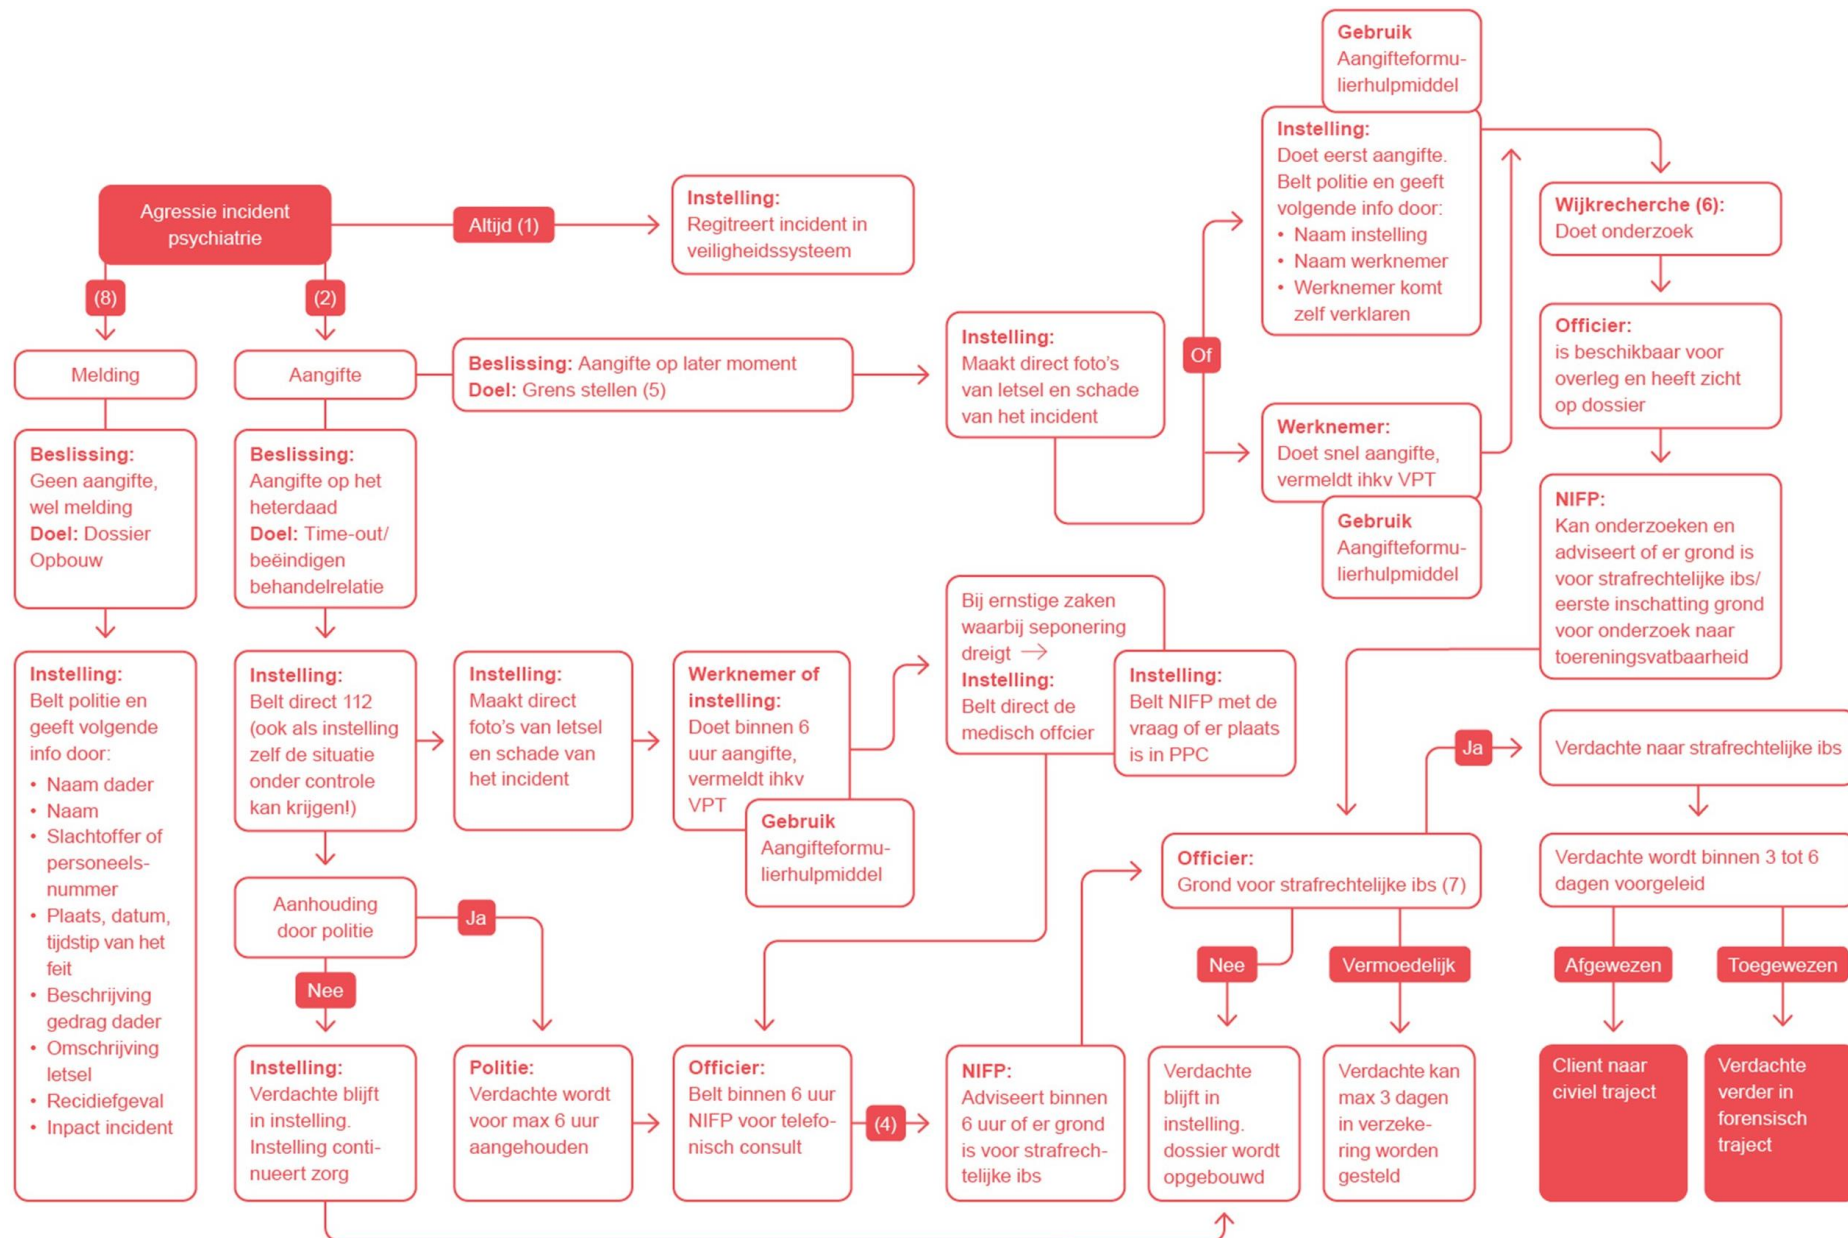 Agressie incident
psychiatrie
Altijd (1)
Instelling:
Regitreert incident in
veiligheidssysteem
(8)
(2)
Melding
Aangifte
Beslissing: Aangifte op later moment
Doel: Grens stellen (5)
Instelling:
Maakt direct foto's
van letsel en schade
van het incident
Of
Gebruik
Aangifteformu-
lierhulpmiddel
Instelling:
Doet eerst aangifte.
Belt politie en geeft
volgende info door:
• Naam instelling
• Naam werknemer
• Werknemer komt
zelf verklaren
Werknemer:
Doet snel aangifte,
vermeldt ihkv VPT
Gebruik
Aangifteformu-
lierhulpmiddel
Wijkrecherche (6):
Doet onderzoek
Officier:
is beschikbaar voor
overleg en heeft zicht
op dossier
NIFP:
Kan onderzoeken en
adviseert of er grond is
voor strafrechtelijke ibs/
eerste inschatting grond
voor onderzoek naar
toereningsvatbaarheid
Beslissing:
Geen aangifte,
wel melding
Doel: Dossier
Opbouw
Beslissing:
Aangifte op het
heterdaad
Doel: Time-out/
beëindigen
behandelrelatie
Instelling:
Belt politie en
geeft volgende
info door:
• Naam dader
• Naam
• Slachtoffer of
personeels-
nummer
• Plaats, datum,
tijdstip van het
feit
• Beschrijving
gedrag dader
• Omschrijving
letsel
• Recidiefgeval
• Inpact incident
Instelling:
Belt direct 112
(ook als instelling
zelf de situatie
onder controle
kan krijgen!)
Instelling:
Maakt direct
foto's van letsel
en schade van
het incident
Werknemer of
instelling:
Doet binnen 6
uur aangifte,
vermeldt ihkv
VPT
Gebruik
Aangifteformu-
lierhulpmiddel
Bij ernstige zaken
waarbij seponering
dreigt →
Instelling:
Belt direct de
medisch offcier
Instelling:
Belt NIFP met de
vraag of er plaats
is in PPC
Aanhouding
door politie
Ja
Nee
Instelling:
Verdachte blijft
in instelling.
Instelling conti-
nueert zorg
Politie:
Verdachte wordt
voor max 6 uur
aangehouden
Officier:
Belt binnen 6 uur
NIFP voor telefo-
nisch consult
(4)
NIFP:
Adviseert binnen
6 uur of er grond
is voor strafrech-
telijke ibs
Officier:
Grond voor strafrechtelijke ibs (7)
Ja
Nee
Vermoedelijk
Verdachte
blijft in
instelling.
dossier wordt
opgebouwd
Verdachte kan
max 3 dagen
in verzeke-
ring worden
gesteld
Verdachte naar strafrechtelijke ibs
Verdachte wordt binnen 3 tot 6
dagen voorgeleid
Afgewezen
Toegewezen
Client naar
civiel traject
Verdachte
verder in
forensisch
traject